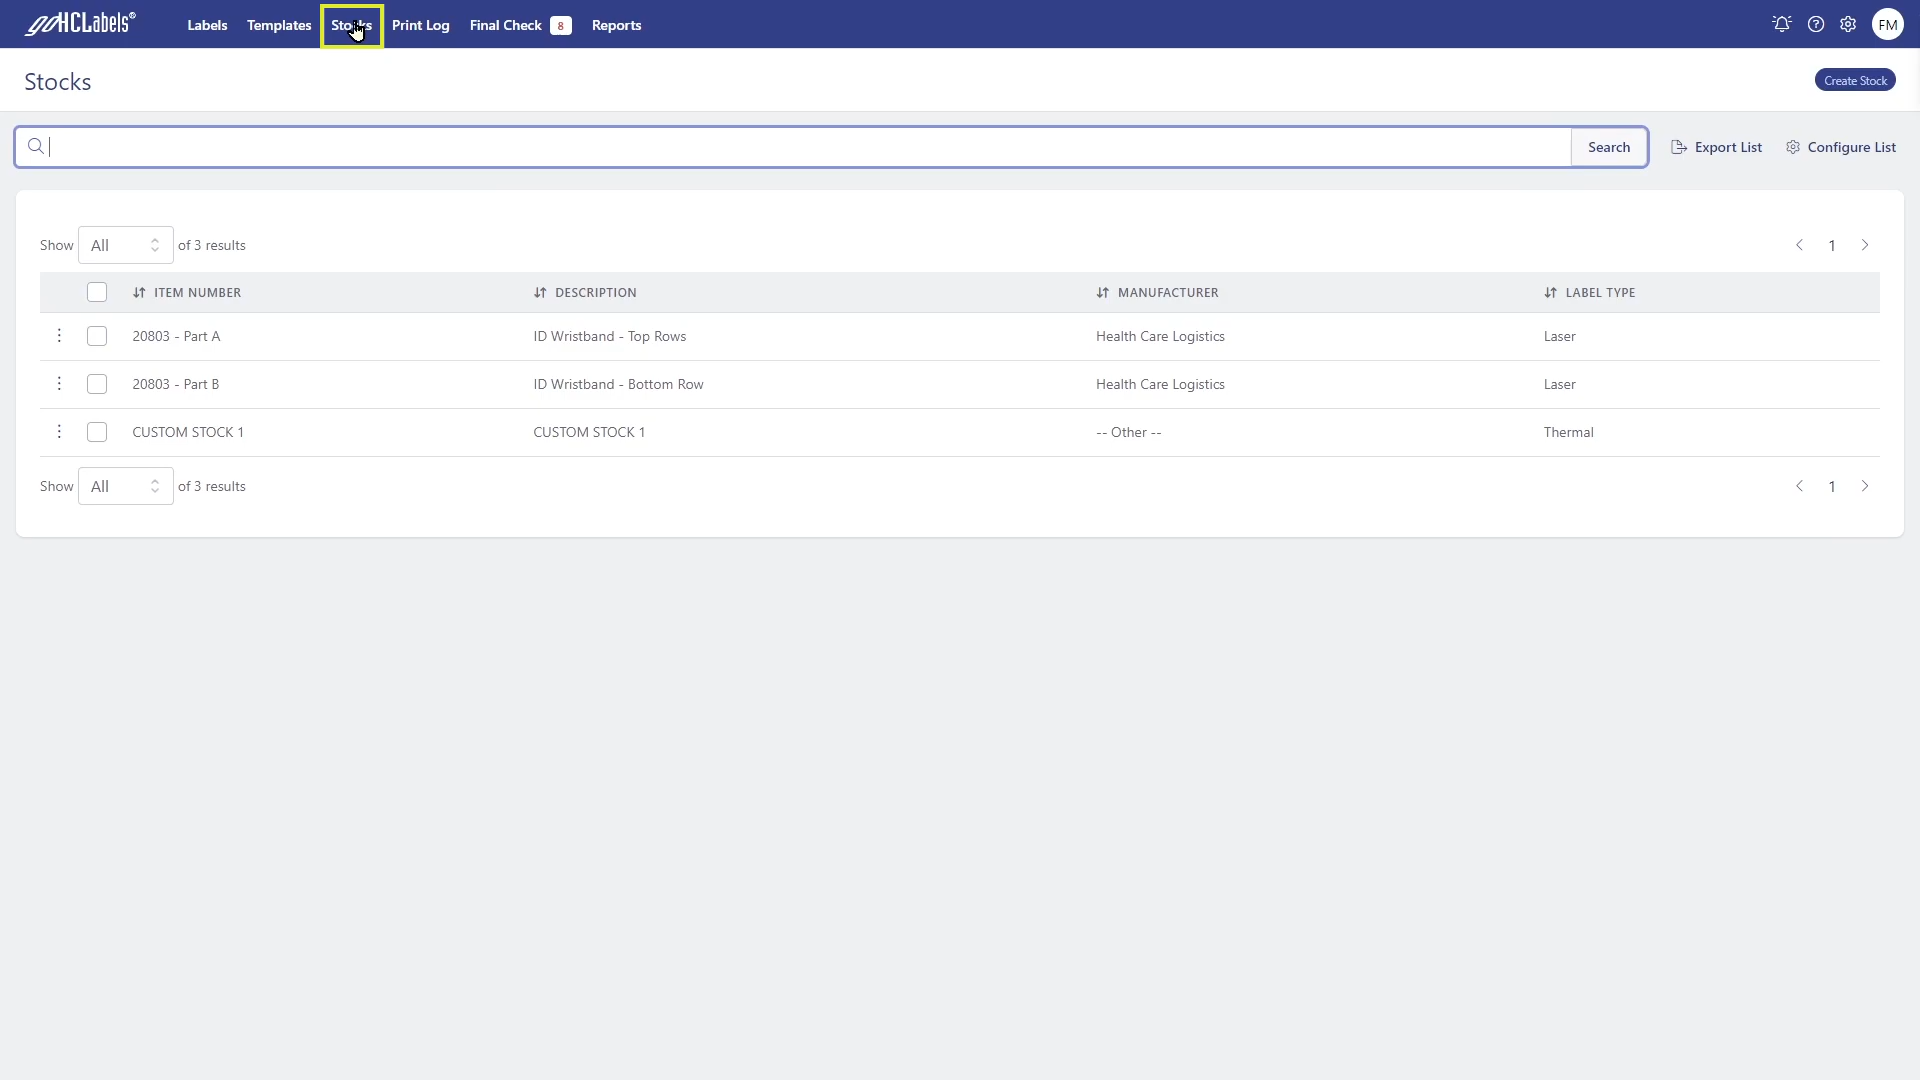 HCLabels® Labels Templates Stocks Print Log Final Check 8 Reports FM
Stocks Create Stock
Search Export List Configure List
Show All of 3 results 1
ITEM NUMBER DESCRIPTION MANUFACTURER LABEL TYPE
20803 - Part A ID Wristband - Top Rows Health Care Logistics Laser
20803 - Part B ID Wristband - Bottom Row Health Care Logistics Laser
CUSTOM STOCK 1 CUSTOM STOCK 1 -- Other -- Thermal
Show All of 3 results 1